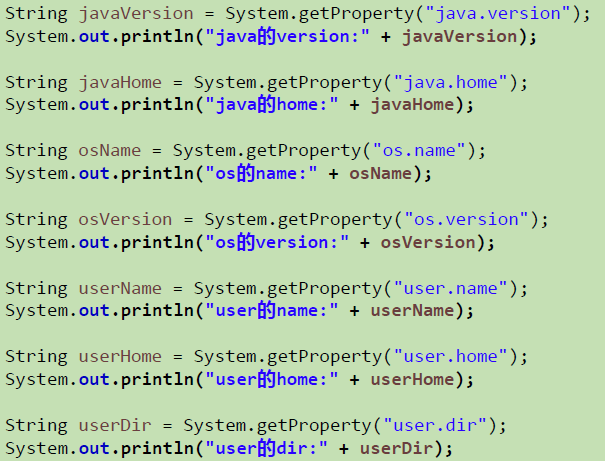 String javaVersion = System.getProperty("java.version");
System.out.println("java的version:" + javaVersion);
String javaHome = System.getProperty("java.home");
System.out.println("java的home:" + javaHome);
String osName = System.getProperty("os.name");
System.out.println("os的name:" + osName);
String osVersion = System.getProperty("os.version");
System.out.println("os的version:" + osVersion);
String userName = System.getProperty("user.name");
System.out.println("user的name:" + userName);
String userHome = System.getProperty("user.home");
System.out.println("user的home:" + userHome);
String userDir = System.getProperty("user.dir");
System.out.println("user的dir:" + userDir);